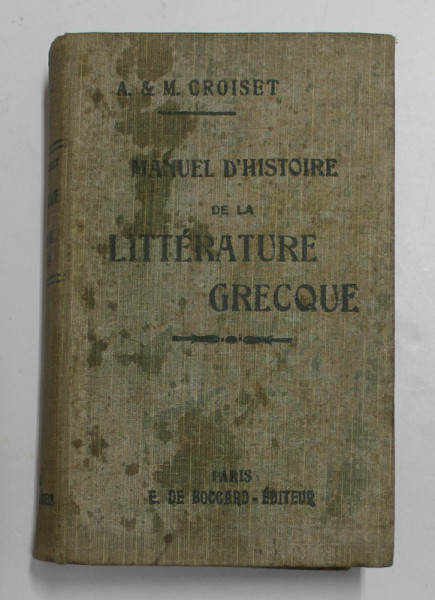 A. & M. CROISET
MANUEL D'HISTOIRE
DE LA
LITTÉRATURE
GRECQUE
PARIS
E. DE BOCCARD - ÉDITEUR